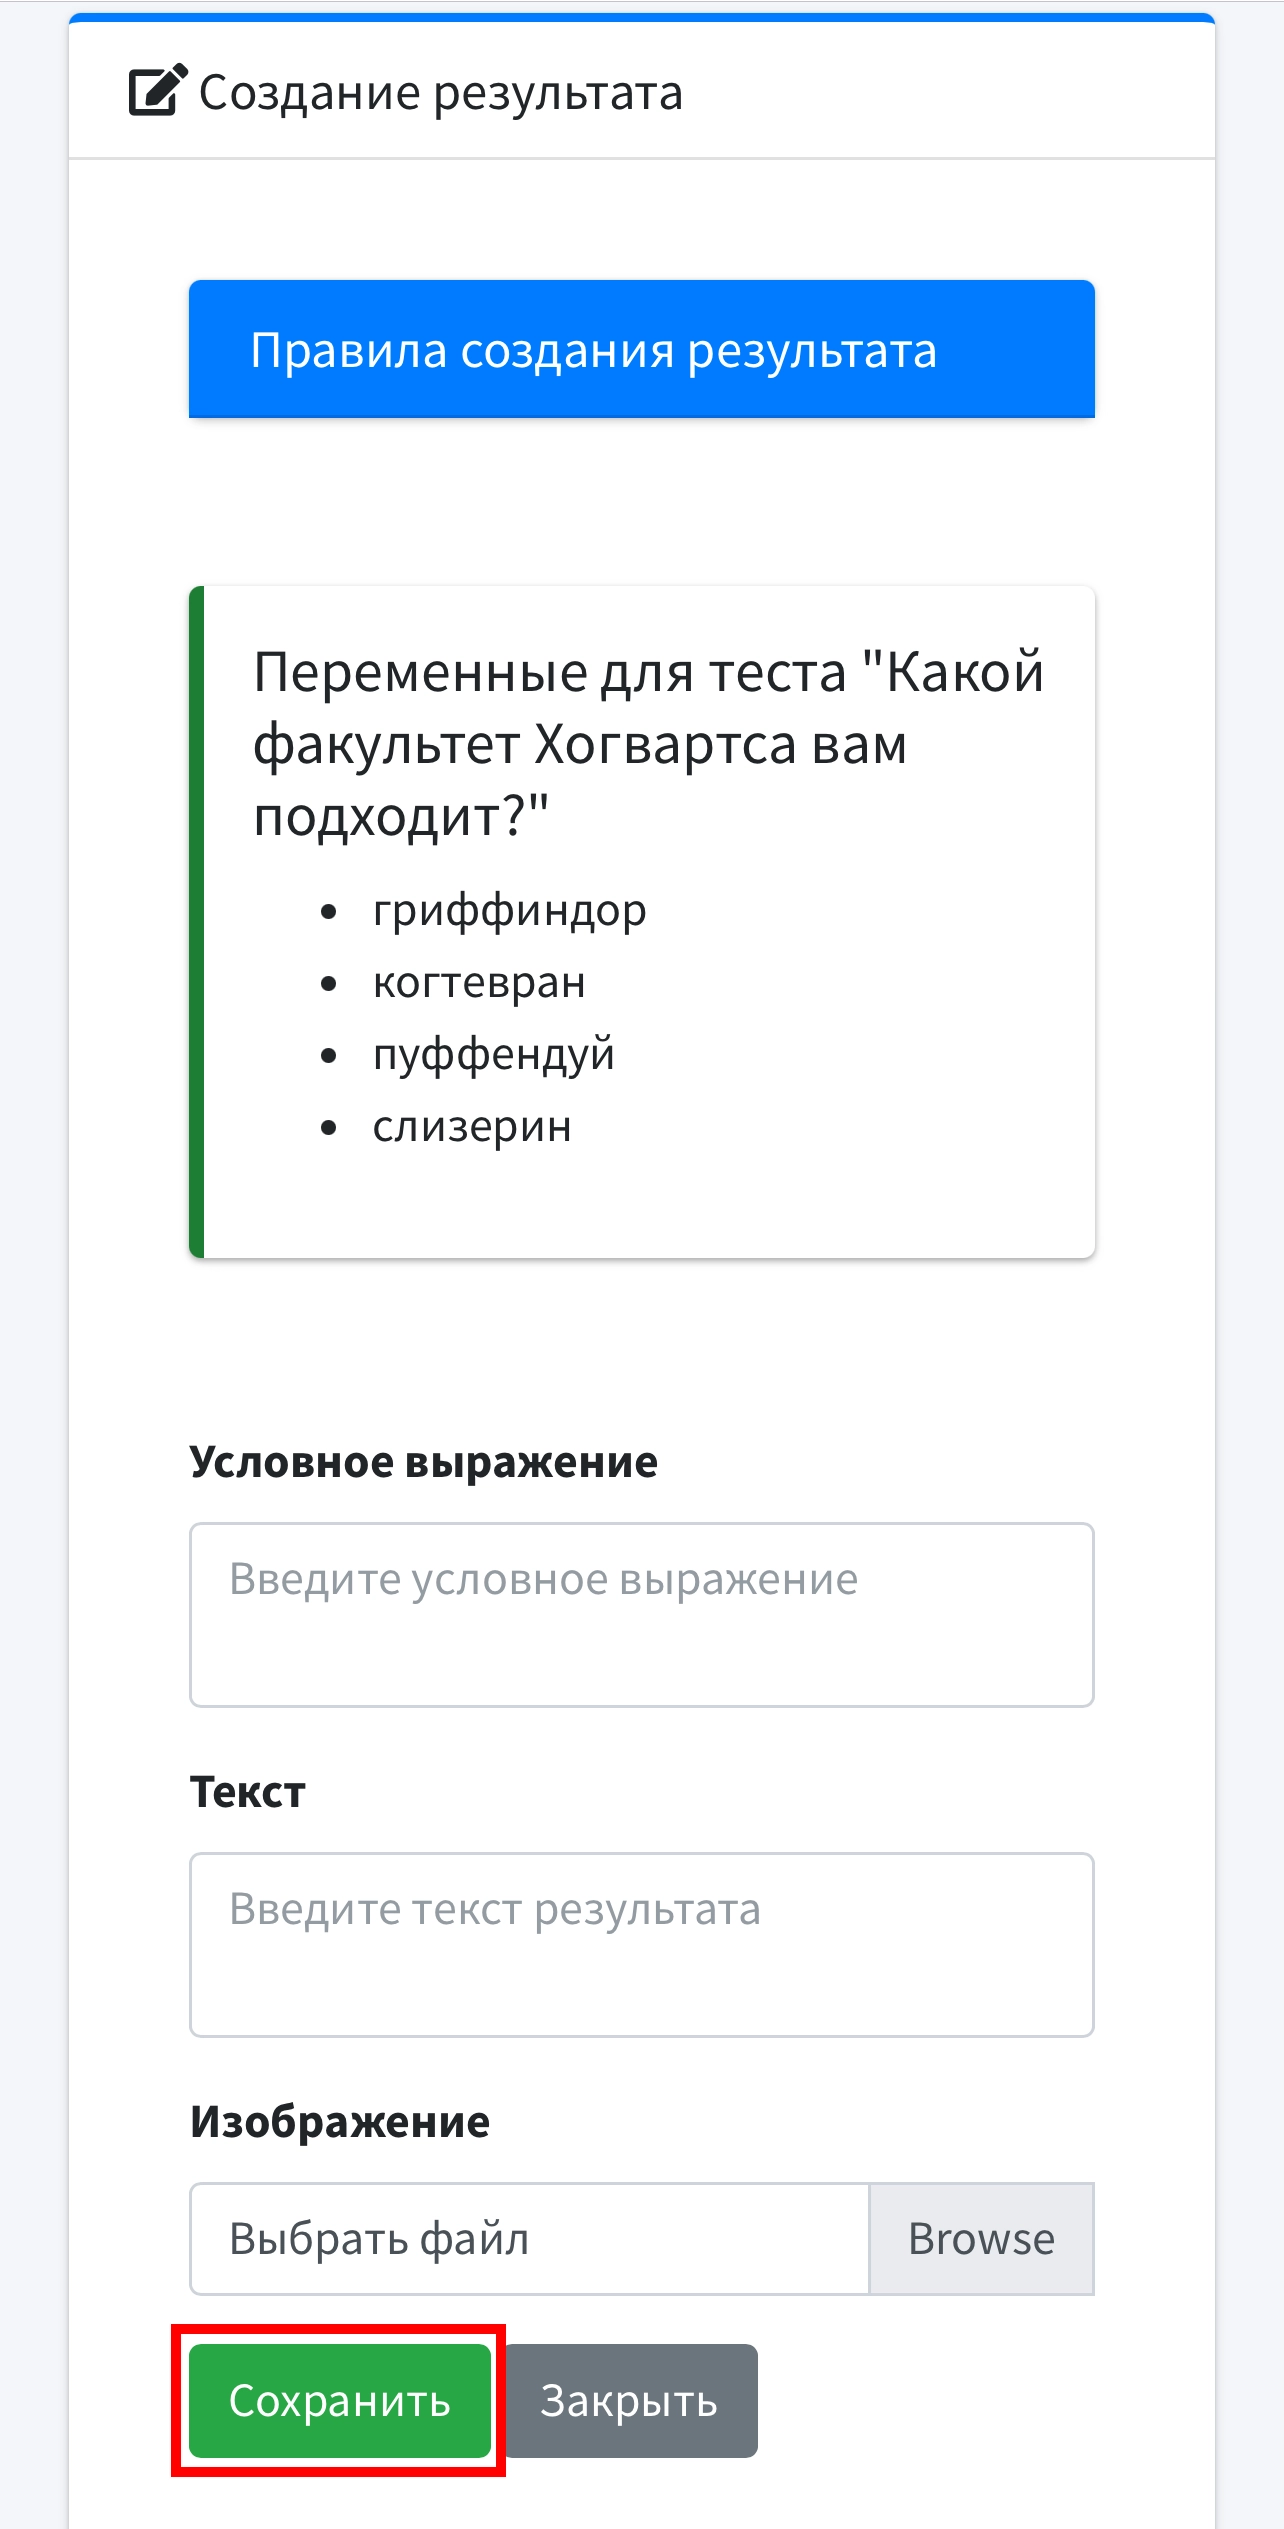 Создание результата
Правила создания результата
Переменные для теста "Какой
факультет Хогвартса вам
подходит?"
гриффиндор
когтевран
пуффендуй
слизерин
Условное выражение
Введите условное выражение
Текст
Введите текст результата
Изображение
Выбрать файл Browse
Сохранить Закрыть